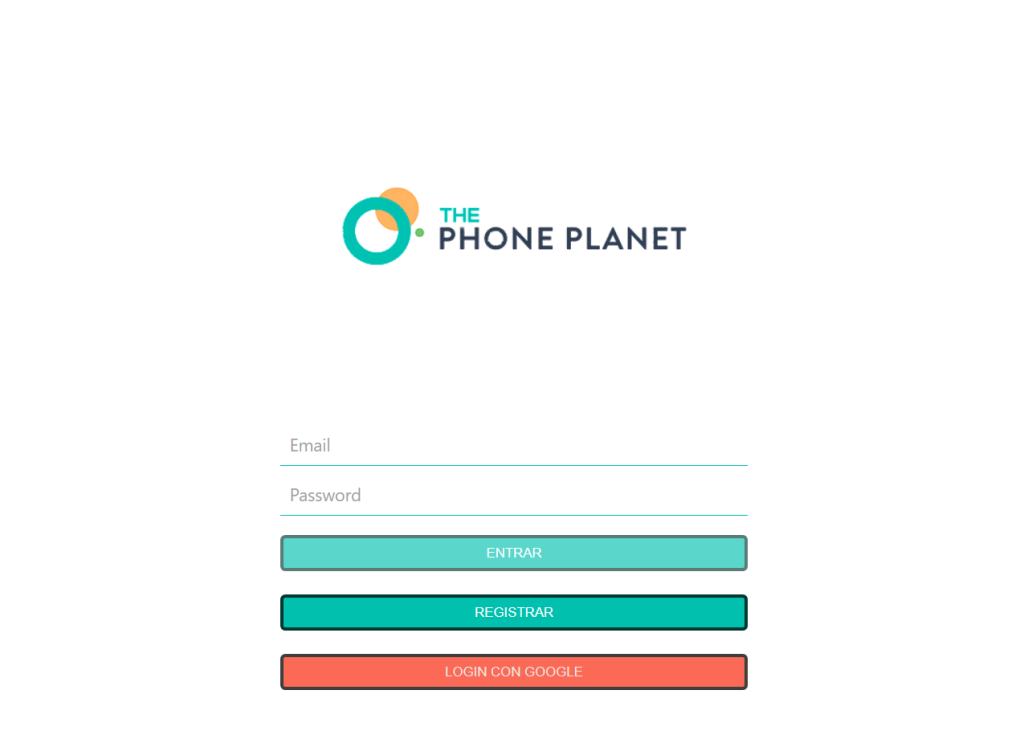 THE
PHONE PLANET
Email
Password
ENTRAR
REGISTRAR
LOGIN CON GOOGLE